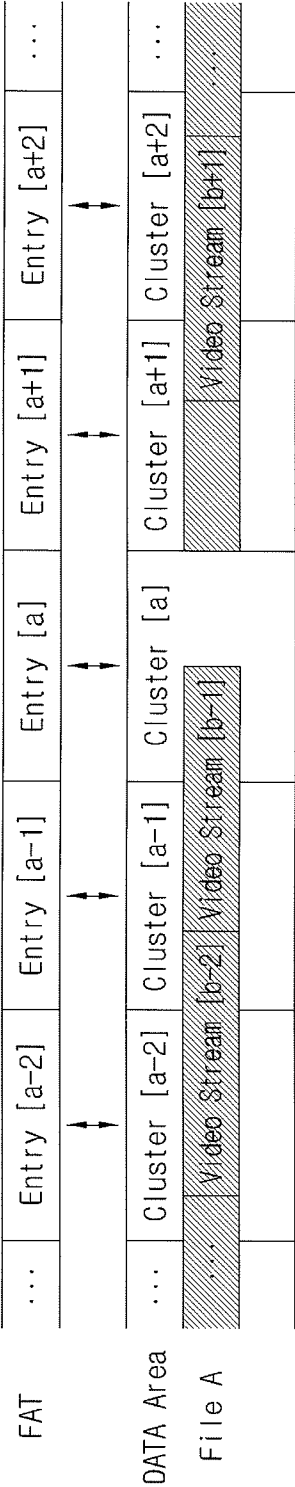 FAT
... Entry [a-2] Entry [a-1] Entry [a] Entry [a+1] Entry [a+2] ...
DATA Area
... Cluster [a-2] Cluster [a-1] Cluster [a] Cluster [a+1] Cluster [a+2] ...
File A
... Video Stream [b-2] Video Stream [b-1] Video Stream [b+1] ...